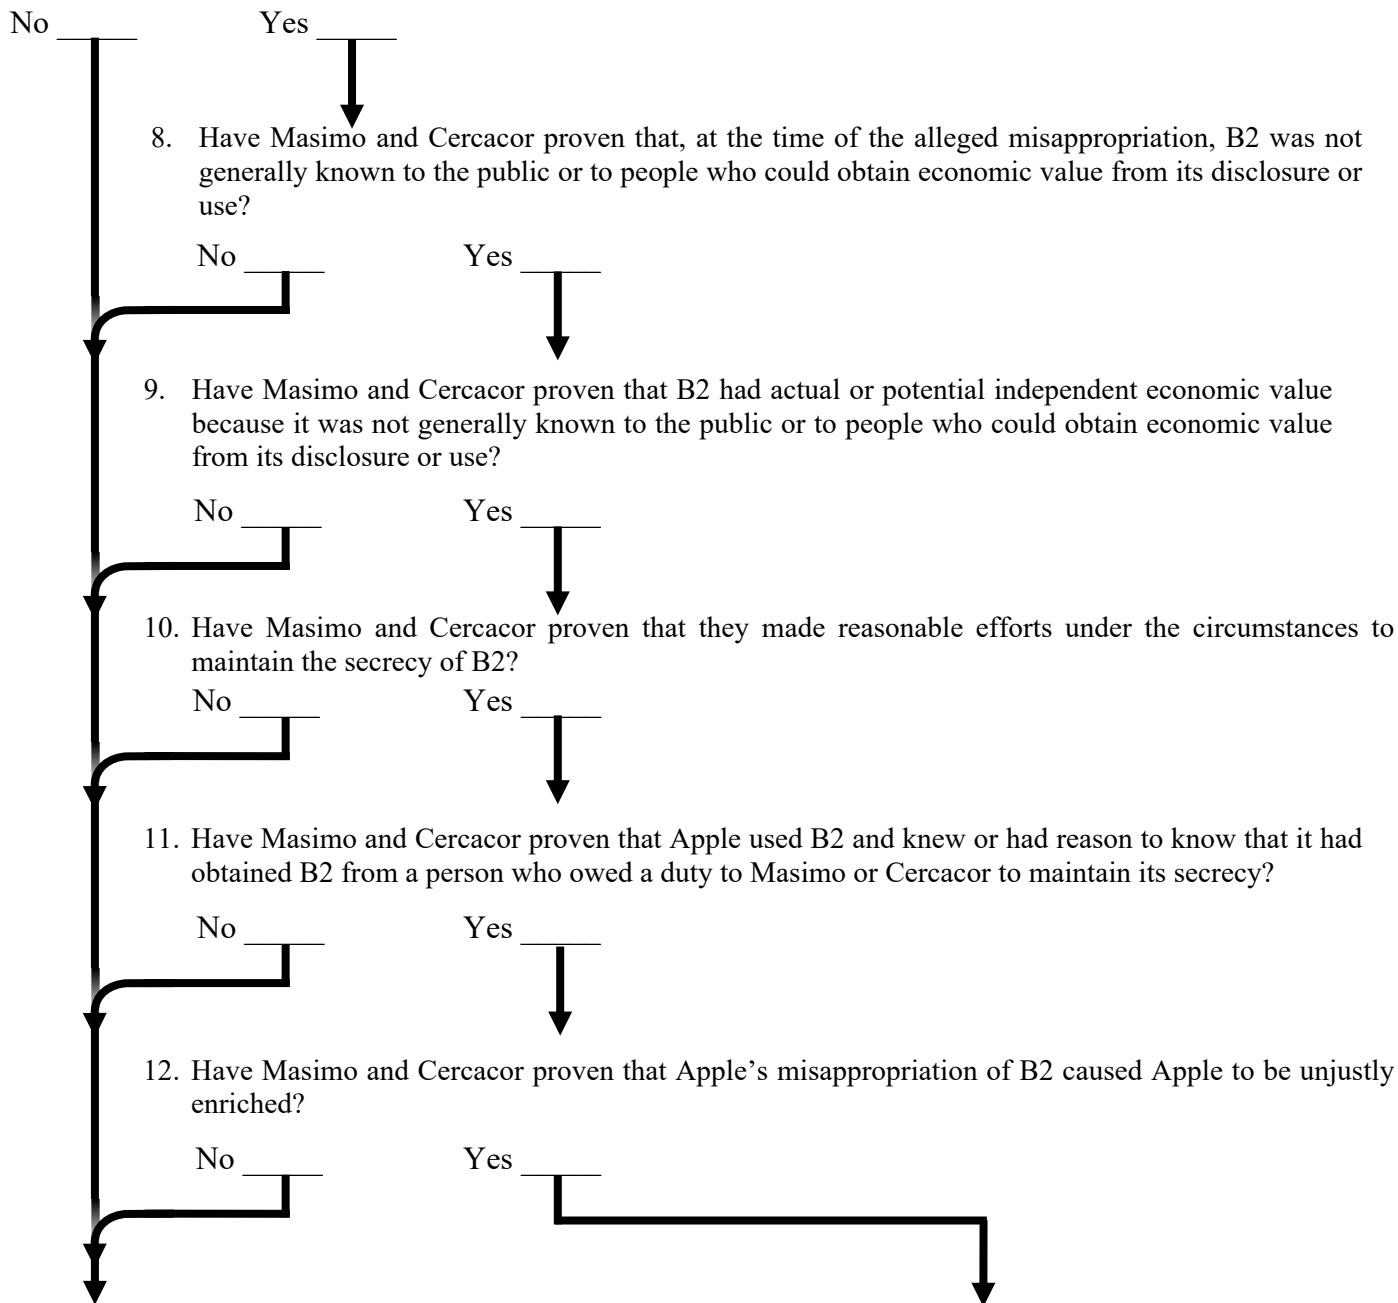 No _____ Yes _____
8. Have Masimo and Cercacor proven that, at the time of the alleged misappropriation, B2 was not
generally known to the public or to people who could obtain economic value from its disclosure or
use?
No _____ Yes _____
9. Have Masimo and Cercacor proven that B2 had actual or potential independent economic value
because it was not generally known to the public or to people who could obtain economic value
from its disclosure or use?
No _____ Yes _____
10. Have Masimo and Cercacor proven that they made reasonable efforts under the circumstances to
maintain the secrecy of B2?
No _____ Yes _____
11. Have Masimo and Cercacor proven that Apple used B2 and knew or had reason to know that it had
obtained B2 from a person who owed a duty to Masimo or Cercacor to maintain its secrecy?
No _____ Yes _____
12. Have Masimo and Cercacor proven that Apple’s misappropriation of B2 caused Apple to be unjustly
enriched?
No _____ Yes _____